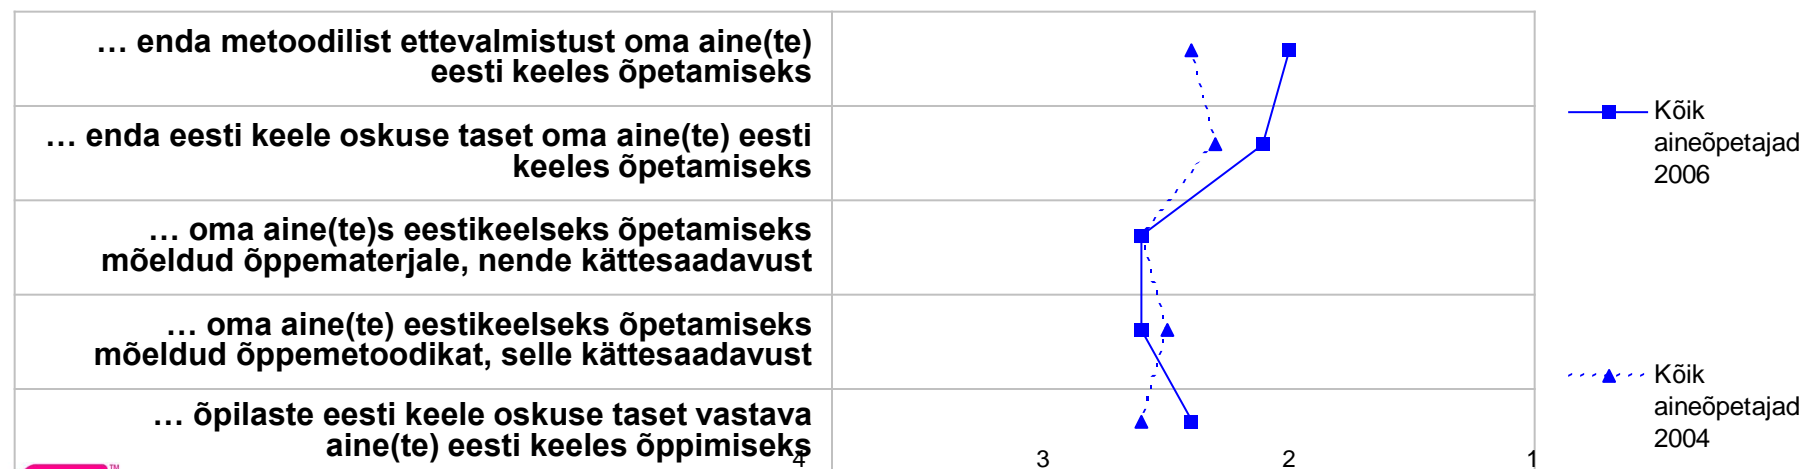 … enda metoodilist ettevalmistust oma aine(te)
eesti keeles õpetamiseks
… enda eesti keele oskuse taset oma aine(te) eesti
keeles õpetamiseks
… oma aine(te)s eestikeelseks õpetamiseks
mõeldud õppematerjale, nende kättesaadavust
… oma aine(te) eestikeelseks õpetamiseks
mõeldud õppemetoodikat, selle kättesaadavust
… õpilaste eesti keele oskuse taset vastava
aine(te) eesti keeles õppimiseks
4 3 2 1
Kõik
aineõpetajad
2006
Kõik
aineõpetajad
2004
TM